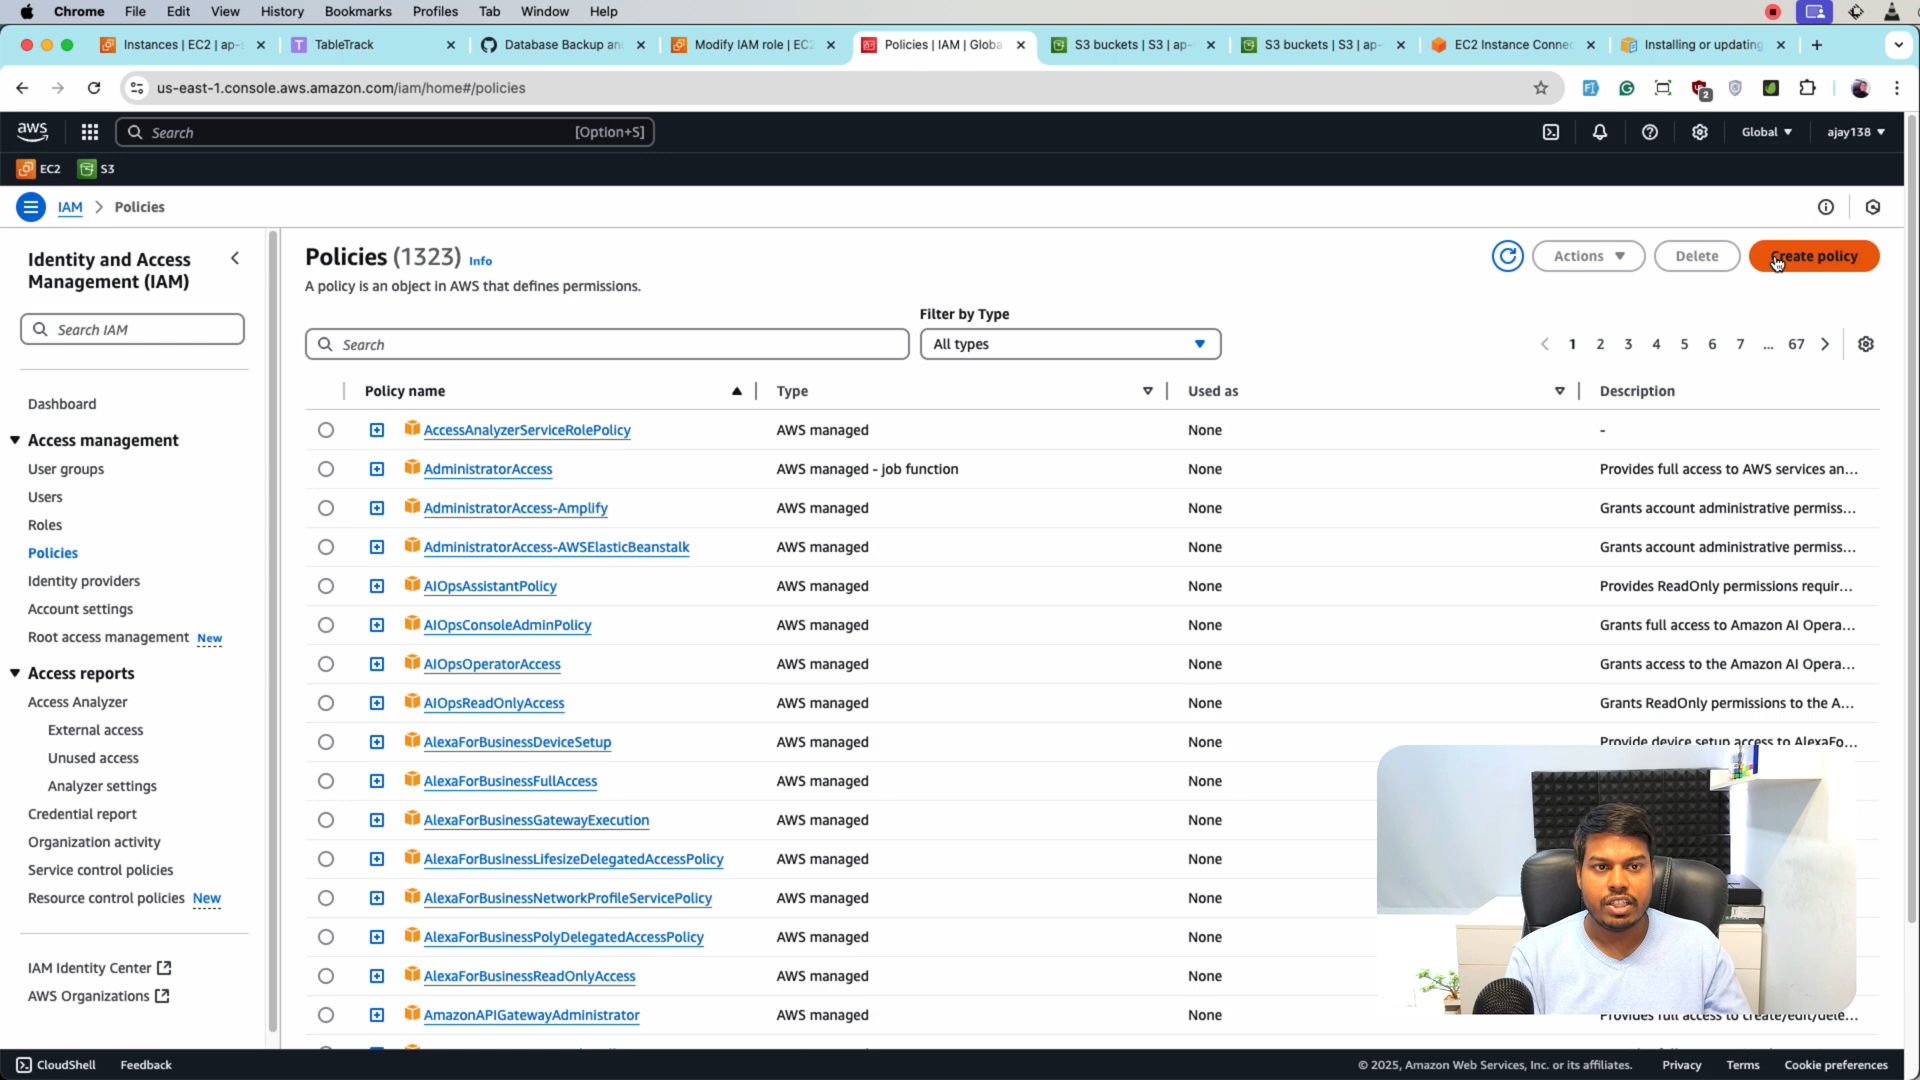 Chrome File Edit View History Bookmarks Profiles Tab Window Help
Instances | EC2 | ap-
TableTrack
Database Backup an
Modify IAM role | EC2
Policies | IAM | Globa
S3 buckets | S3 | ap-
S3 buckets | S3 | ap-
EC2 Instance Connec
Installing or updating
us-east-1.console.aws.amazon.com/iam/home#/policies
2
aws
Search [Option+S]
Global
ajay138
EC2 S3
IAM > Policies
Identity and Access
Management (IAM)
Search IAM
Dashboard
Access management
User groups
Users
Roles
Policies
Identity providers
Account settings
Root access management New
Access reports
Access Analyzer
External access
Unused access
Analyzer settings
Credential report
Organization activity
Service control policies
Resource control policies New
IAM Identity Center
AWS Organizations
Policies (1323) Info
A policy is an object in AWS that defines permissions.
Actions Delete Create policy
Filter by Type
Search
All types
1 2 3 4 5 6 7 ... 67
Policy name Type Used as Description
AccessAnalyzerServiceRolePolicy AWS managed None -
AdministratorAccess AWS managed - job function None Provides full access to AWS services an...
AdministratorAccess-Amplify AWS managed None Grants account administrative permiss...
AdministratorAccess-AWSElasticBeanstalk AWS managed None Grants account administrative permiss...
AIOpsAssistantPolicy AWS managed None Provides ReadOnly permissions requir...
AIOpsConsoleAdminPolicy AWS managed None Grants full access to Amazon AI Opera...
AIOpsOperatorAccess AWS managed None Grants access to the Amazon AI Opera...
AIOpsReadOnlyAccess AWS managed None Grants ReadOnly permissions to the A...
AlexaForBusinessDeviceSetup AWS managed None Provide device setup access to AlexaFo...
AlexaForBusinessFullAccess AWS managed None
AlexaForBusinessGatewayExecution AWS managed None
AlexaForBusinessLifesizeDelegatedAccessPolicy AWS managed None
AlexaForBusinessNetworkProfileServicePolicy AWS managed None
AlexaForBusinessPolyDelegatedAccessPolicy AWS managed None
AlexaForBusinessReadOnlyAccess AWS managed None
AmazonAPIGatewayAdministrator AWS managed None Provides full access to create/edit/dele...
CloudShell Feedback © 2025, Amazon Web Services, Inc. or its affiliates. Privacy Terms Cookie preferences